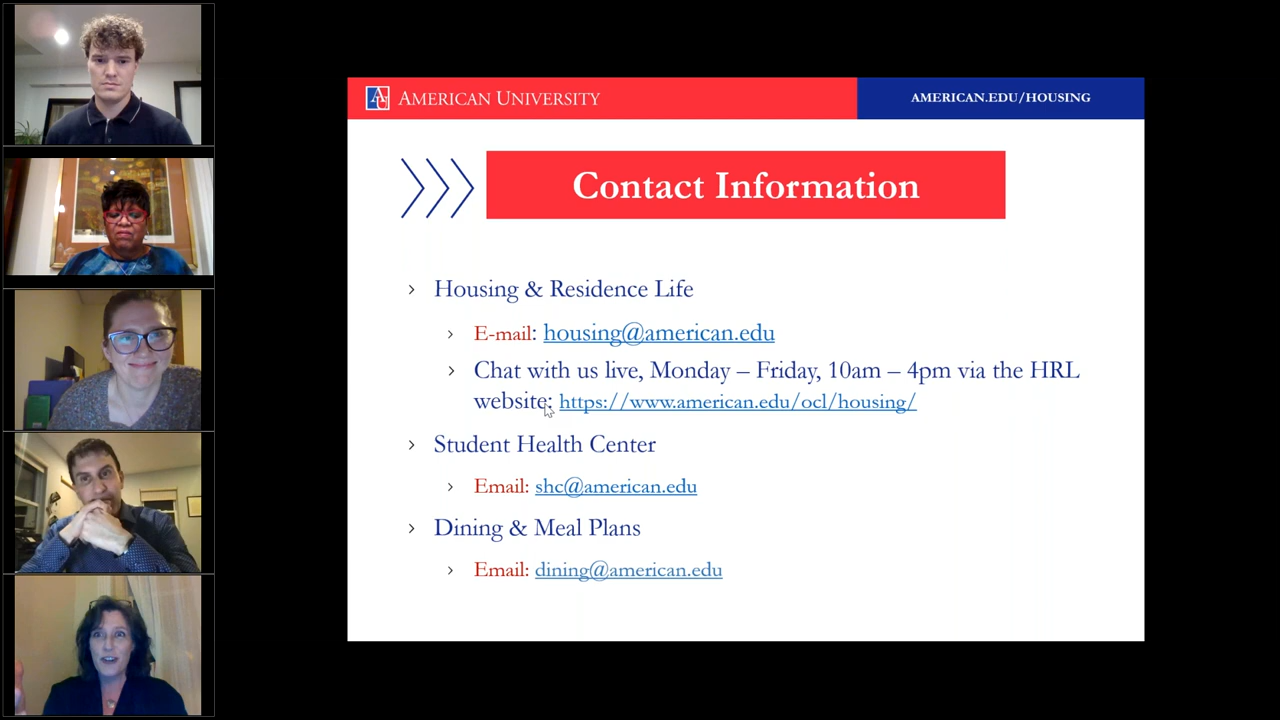 AU AMERICAN UNIVERSITY
AMERICAN.EDU/HOUSING
Contact Information
› Housing & Residence Life
› E-mail: housing@american.edu
› Chat with us live, Monday – Friday, 10am – 4pm via the HRL
website: https://www.american.edu/ocl/housing/
› Student Health Center
› Email: shc@american.edu
› Dining & Meal Plans
› Email: dining@american.edu